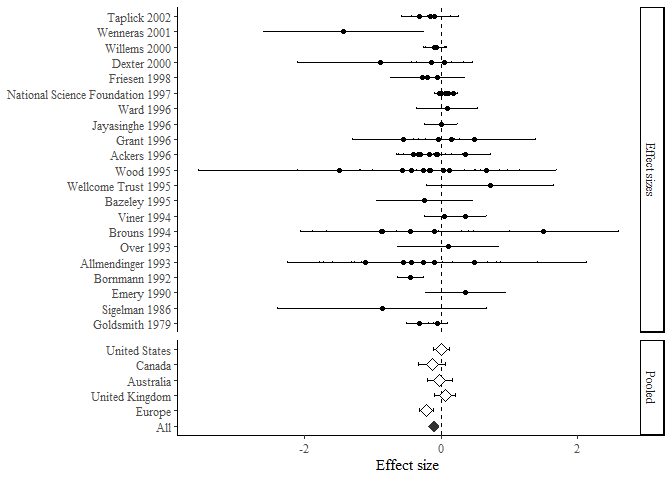 Taplick 2002
Wenneras 2001
Willems 2000
Dexter 2000
Friesen 1998
National Science Foundation 1997
Ward 1996
Jayasinghe 1996
Grant 1996
Ackers 1996
Wood 1995
Wellcome Trust 1995
Bazeley 1995
Viner 1994
Brouns 1994
Over 1993
Allmendinger 1993
Bornmann 1992
Emery 1990
Sigelman 1986
Goldsmith 1979
Effect sizes
United States
Canada
Australia
United Kingdom
Europe
All
Pooled
-2 0 2
Effect size